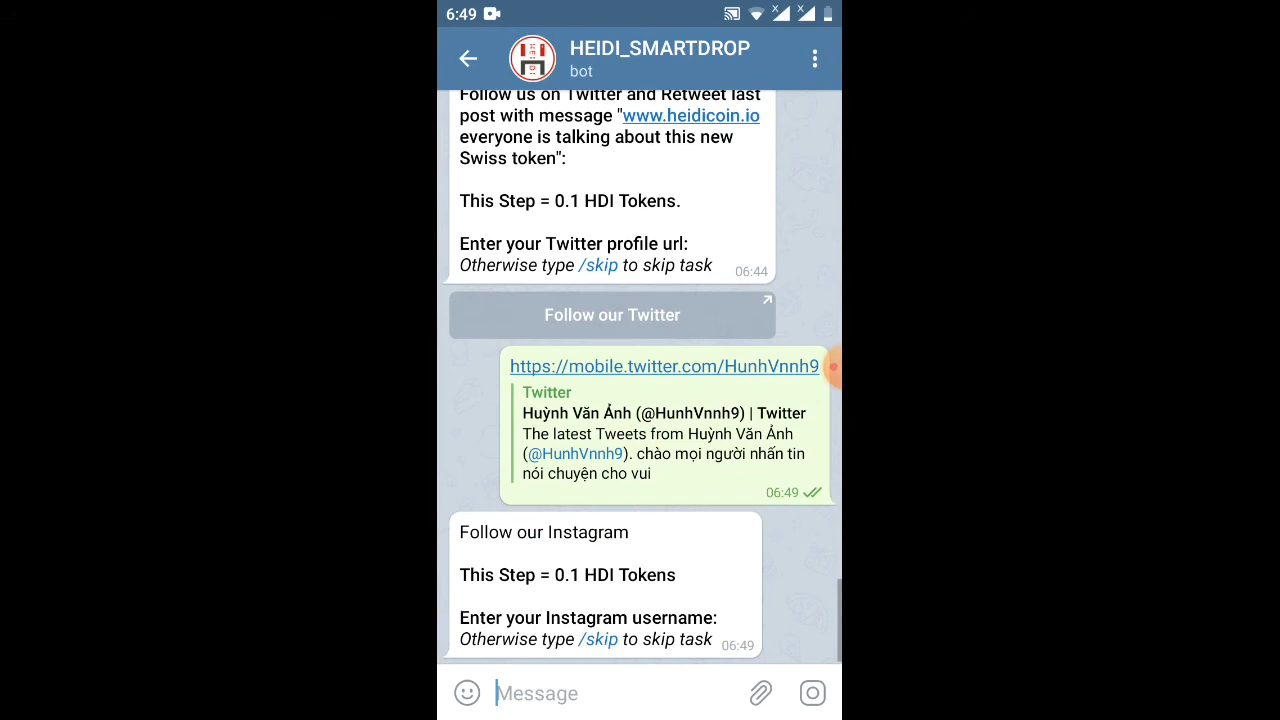 6:49
HEIDI_SMARTDROP
bot
Follow us on Twitter and Retweet last
post with message "www.heidicoin.io
everyone is talking about this new
Swiss token":
This Step = 0.1 HDI Tokens.
Enter your Twitter profile url:
Otherwise type /skip to skip task
06:44
Follow our Twitter
https://mobile.twitter.com/HunhVnnh9
Twitter
Huỳnh Văn Ảnh (@HunhVnnh9) | Twitter
The latest Tweets from Huỳnh Văn Ảnh
(@HunhVnnh9). chào mọi người nhấn tin
nói chuyện cho vui
06:49
Follow our Instagram
This Step = 0.1 HDI Tokens
Enter your Instagram username:
Otherwise type /skip to skip task
06:49
Message